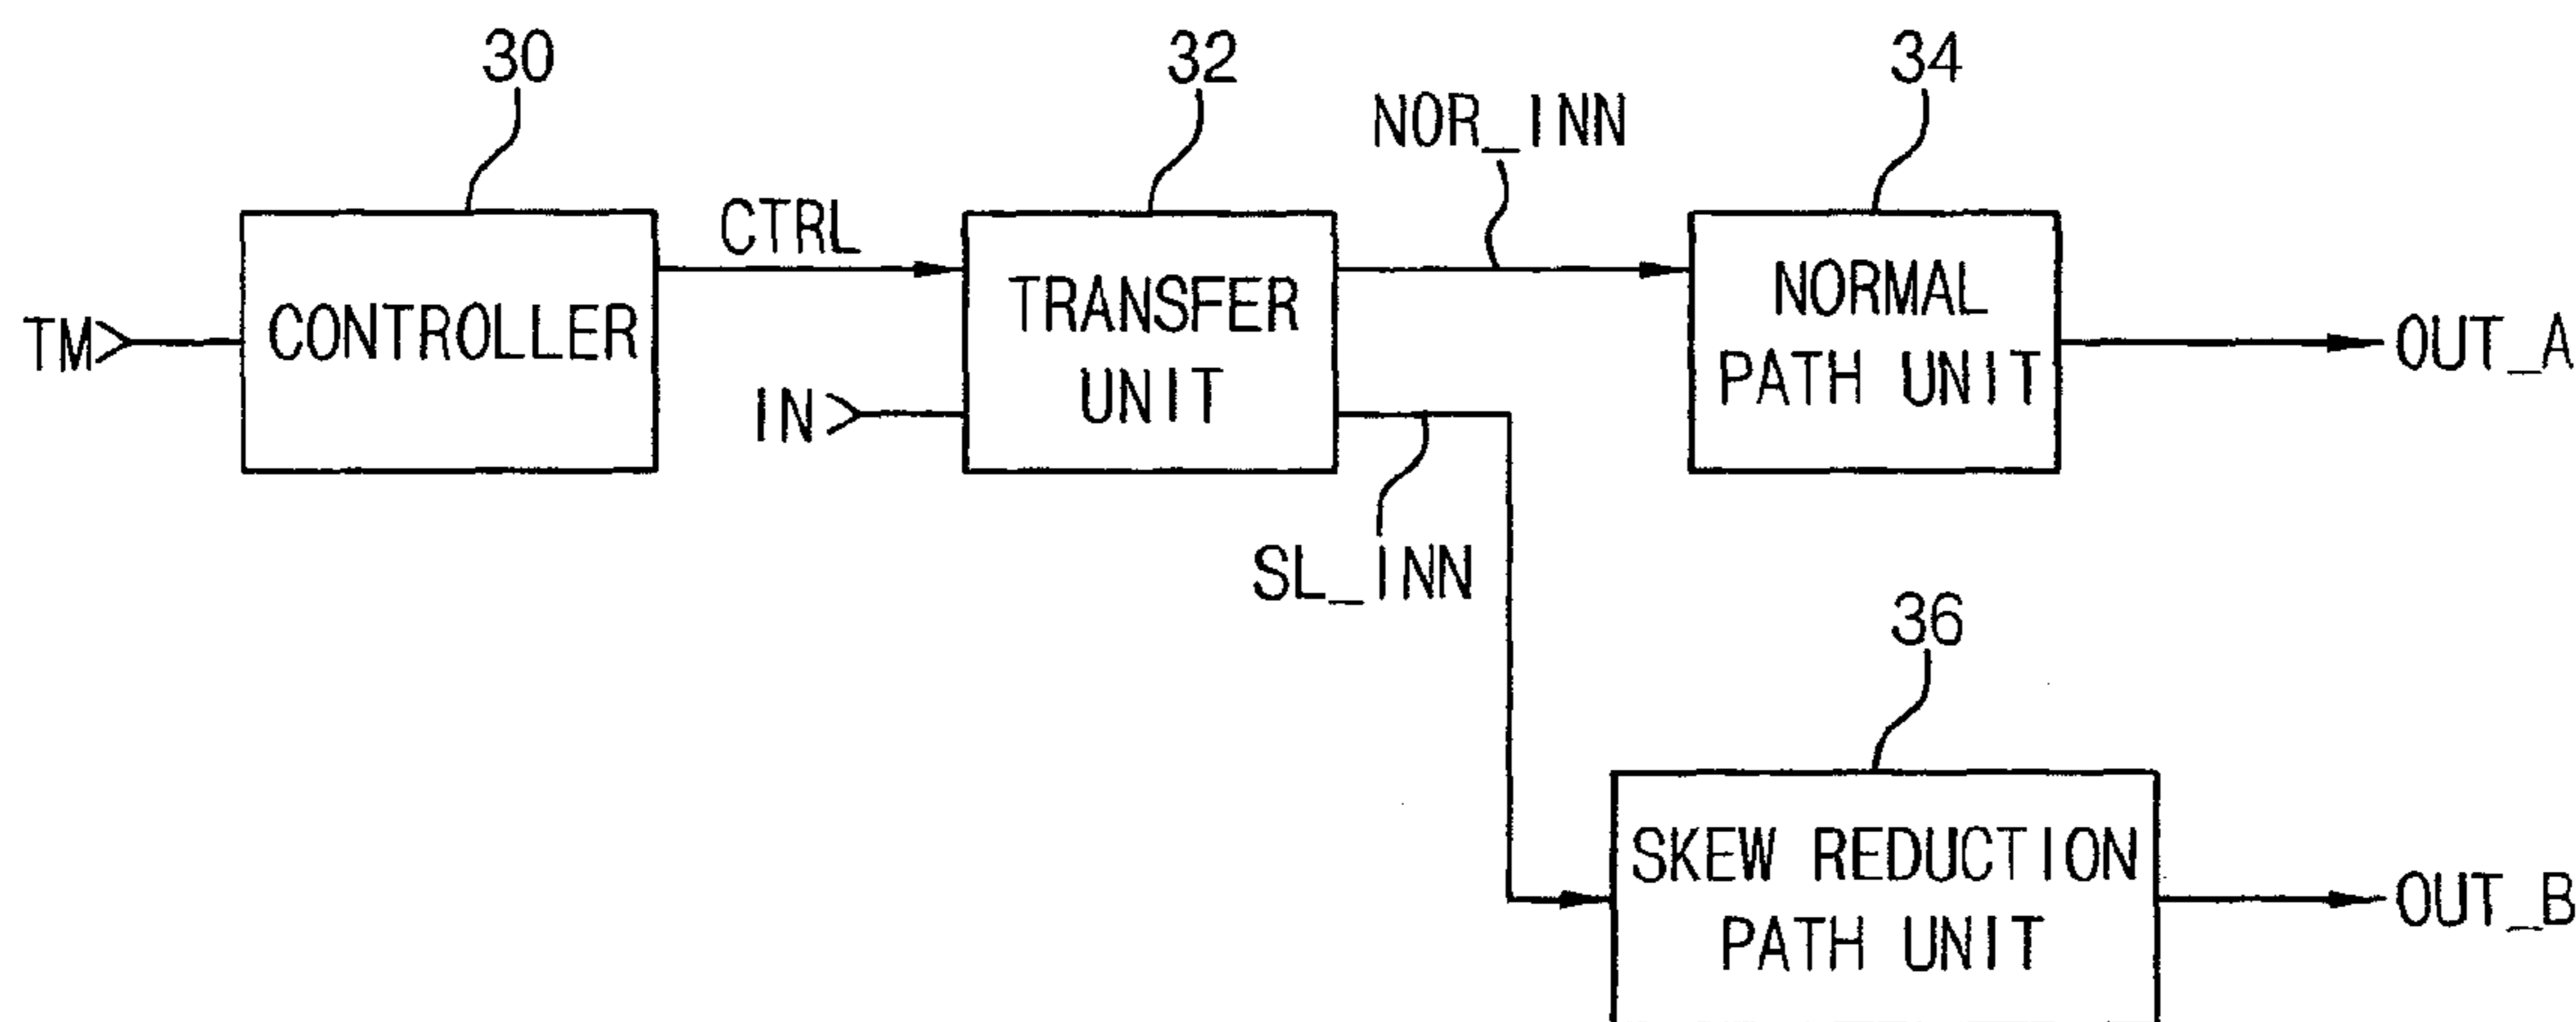 30
32
34
NOR_INN
CTRL
TM
CONTROLLER
TRANSFER
UNIT
IN
NORMAL
PATH UNIT
OUT_A
SL_INN
36
SKEW REDUCTION
PATH UNIT
OUT_B